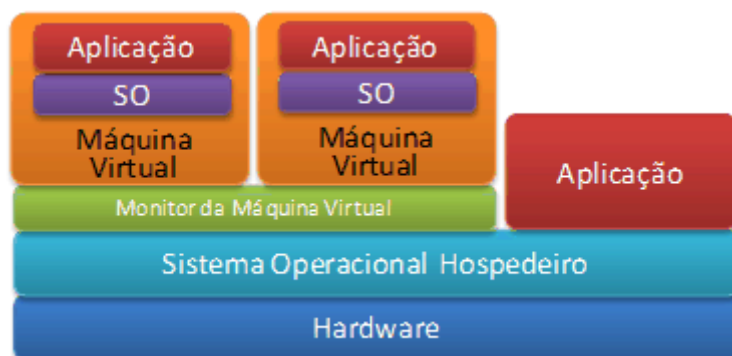 Aplicação
SO
Máquina
Virtual
Aplicação
SO
Máquina
Virtual
Aplicação
Monitor da Máquina Virtual
Sistema Operacional Hospedeiro
Hardware